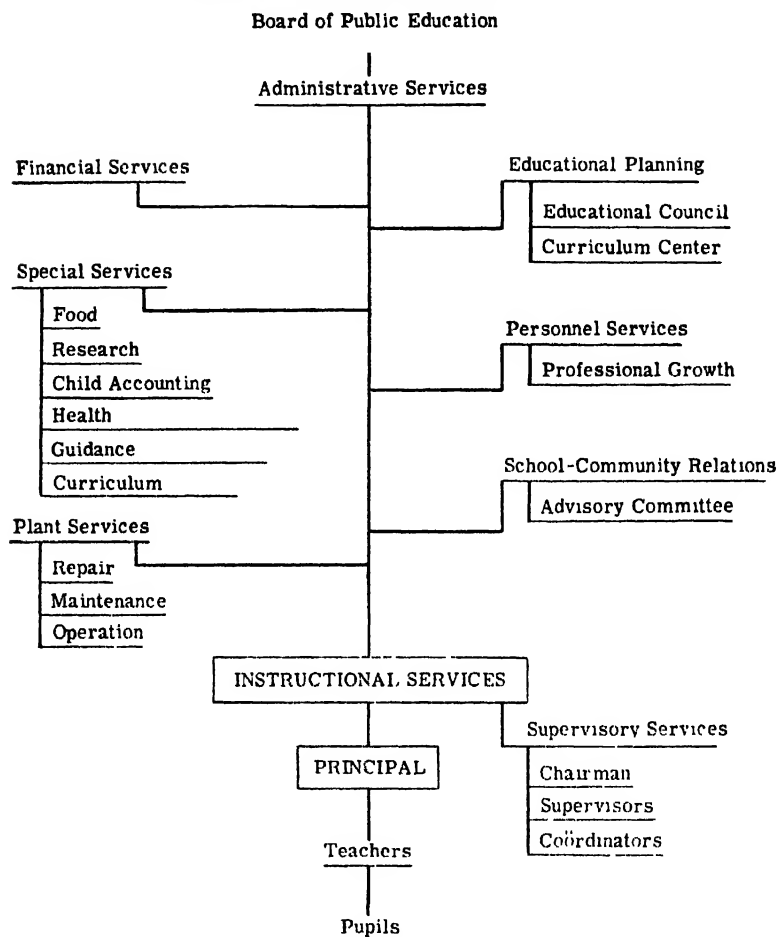 Board of Public Education
Administrative Services
Financial Services
Educational Planning
Educational Council
Curriculum Center
Special Services
Food
Research
Child Accounting
Health
Guidance
Curriculum
Personnel Services
Professional Growth
School-Community Relations
Advisory Committee
Plant Services
Repair
Maintenance
Operation
INSTRUCTIONAL SERVICES
Supervisory Services
Chairman
Supervisors
Coördinators
PRINCIPAL
Teachers
Pupils